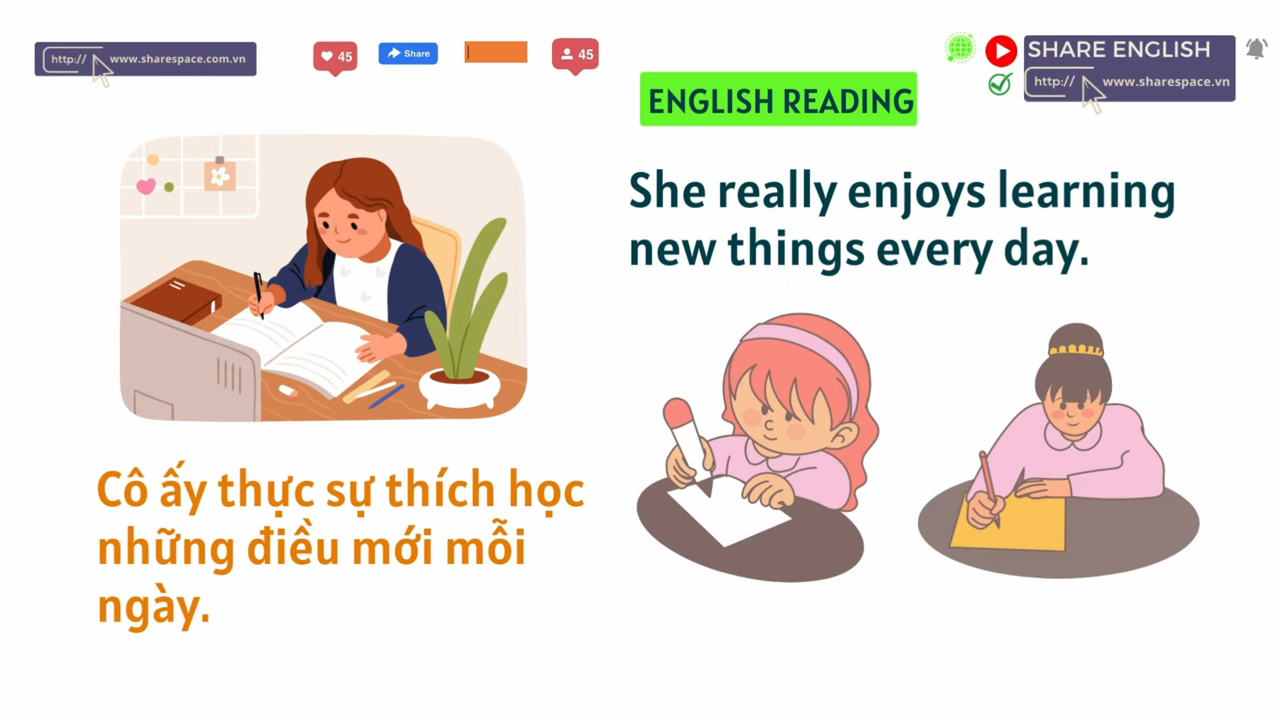 http://
www.sharespace.com.vn
45
Share
45
SHARE ENGLISH
http://
www.sharespace.vn
ENGLISH READING
She really enjoys learning
new things every day.
Cô ấy thực sự thích học
những điều mới mỗi
ngày.